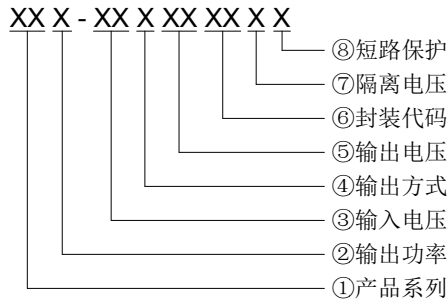 XX X - XX X XX XX X X
⑧短路保护
⑦隔离电压
⑥封装代码
⑤输出电压
④输出方式
③输入电压
②输出功率
①产品系列